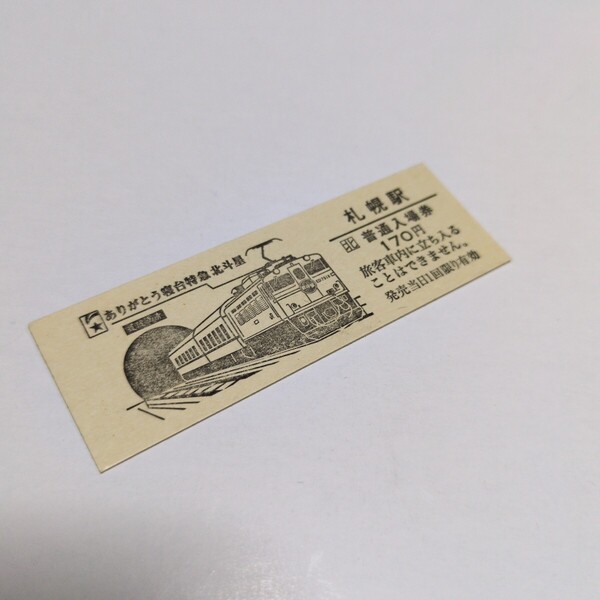 ありがとう寝台特急 北斗星
札幌駅
北 普通入場券
170円
旅客車内に立ち入る
ことはできません。
発売当日1回限り有効